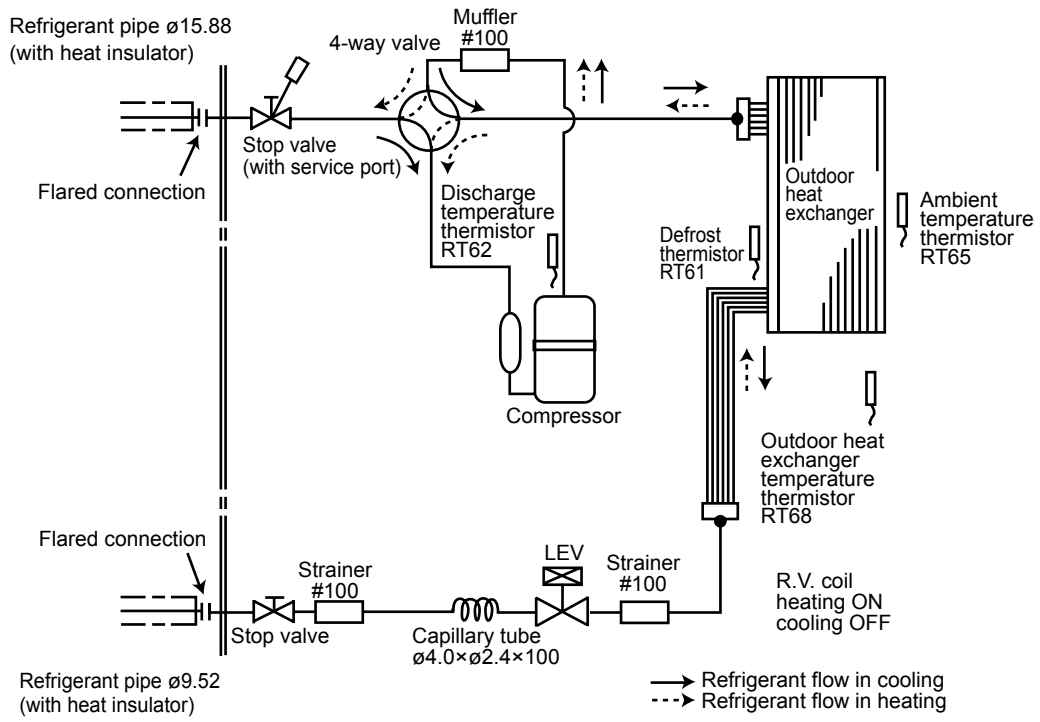 Refrigerant pipe ø15.88
(with heat insulator)
4-way valve
Muffler
#100
Stop valve
(with service port)
Flared connection
Discharge
temperature
thermistor
RT62
Outdoor
heat
exchanger
Ambient
temperature
thermistor
RT65
Defrost
thermistor
RT61
Compressor
Outdoor heat
exchanger
temperature
thermistor
RT68
Flared connection
Strainer
#100
LEV
Strainer
#100
Stop valve
Capillary tube
ø4.0×ø2.4×100
R.V. coil
heating ON
cooling OFF
Refrigerant pipe ø9.52
(with heat insulator)
Refrigerant flow in cooling
Refrigerant flow in heating